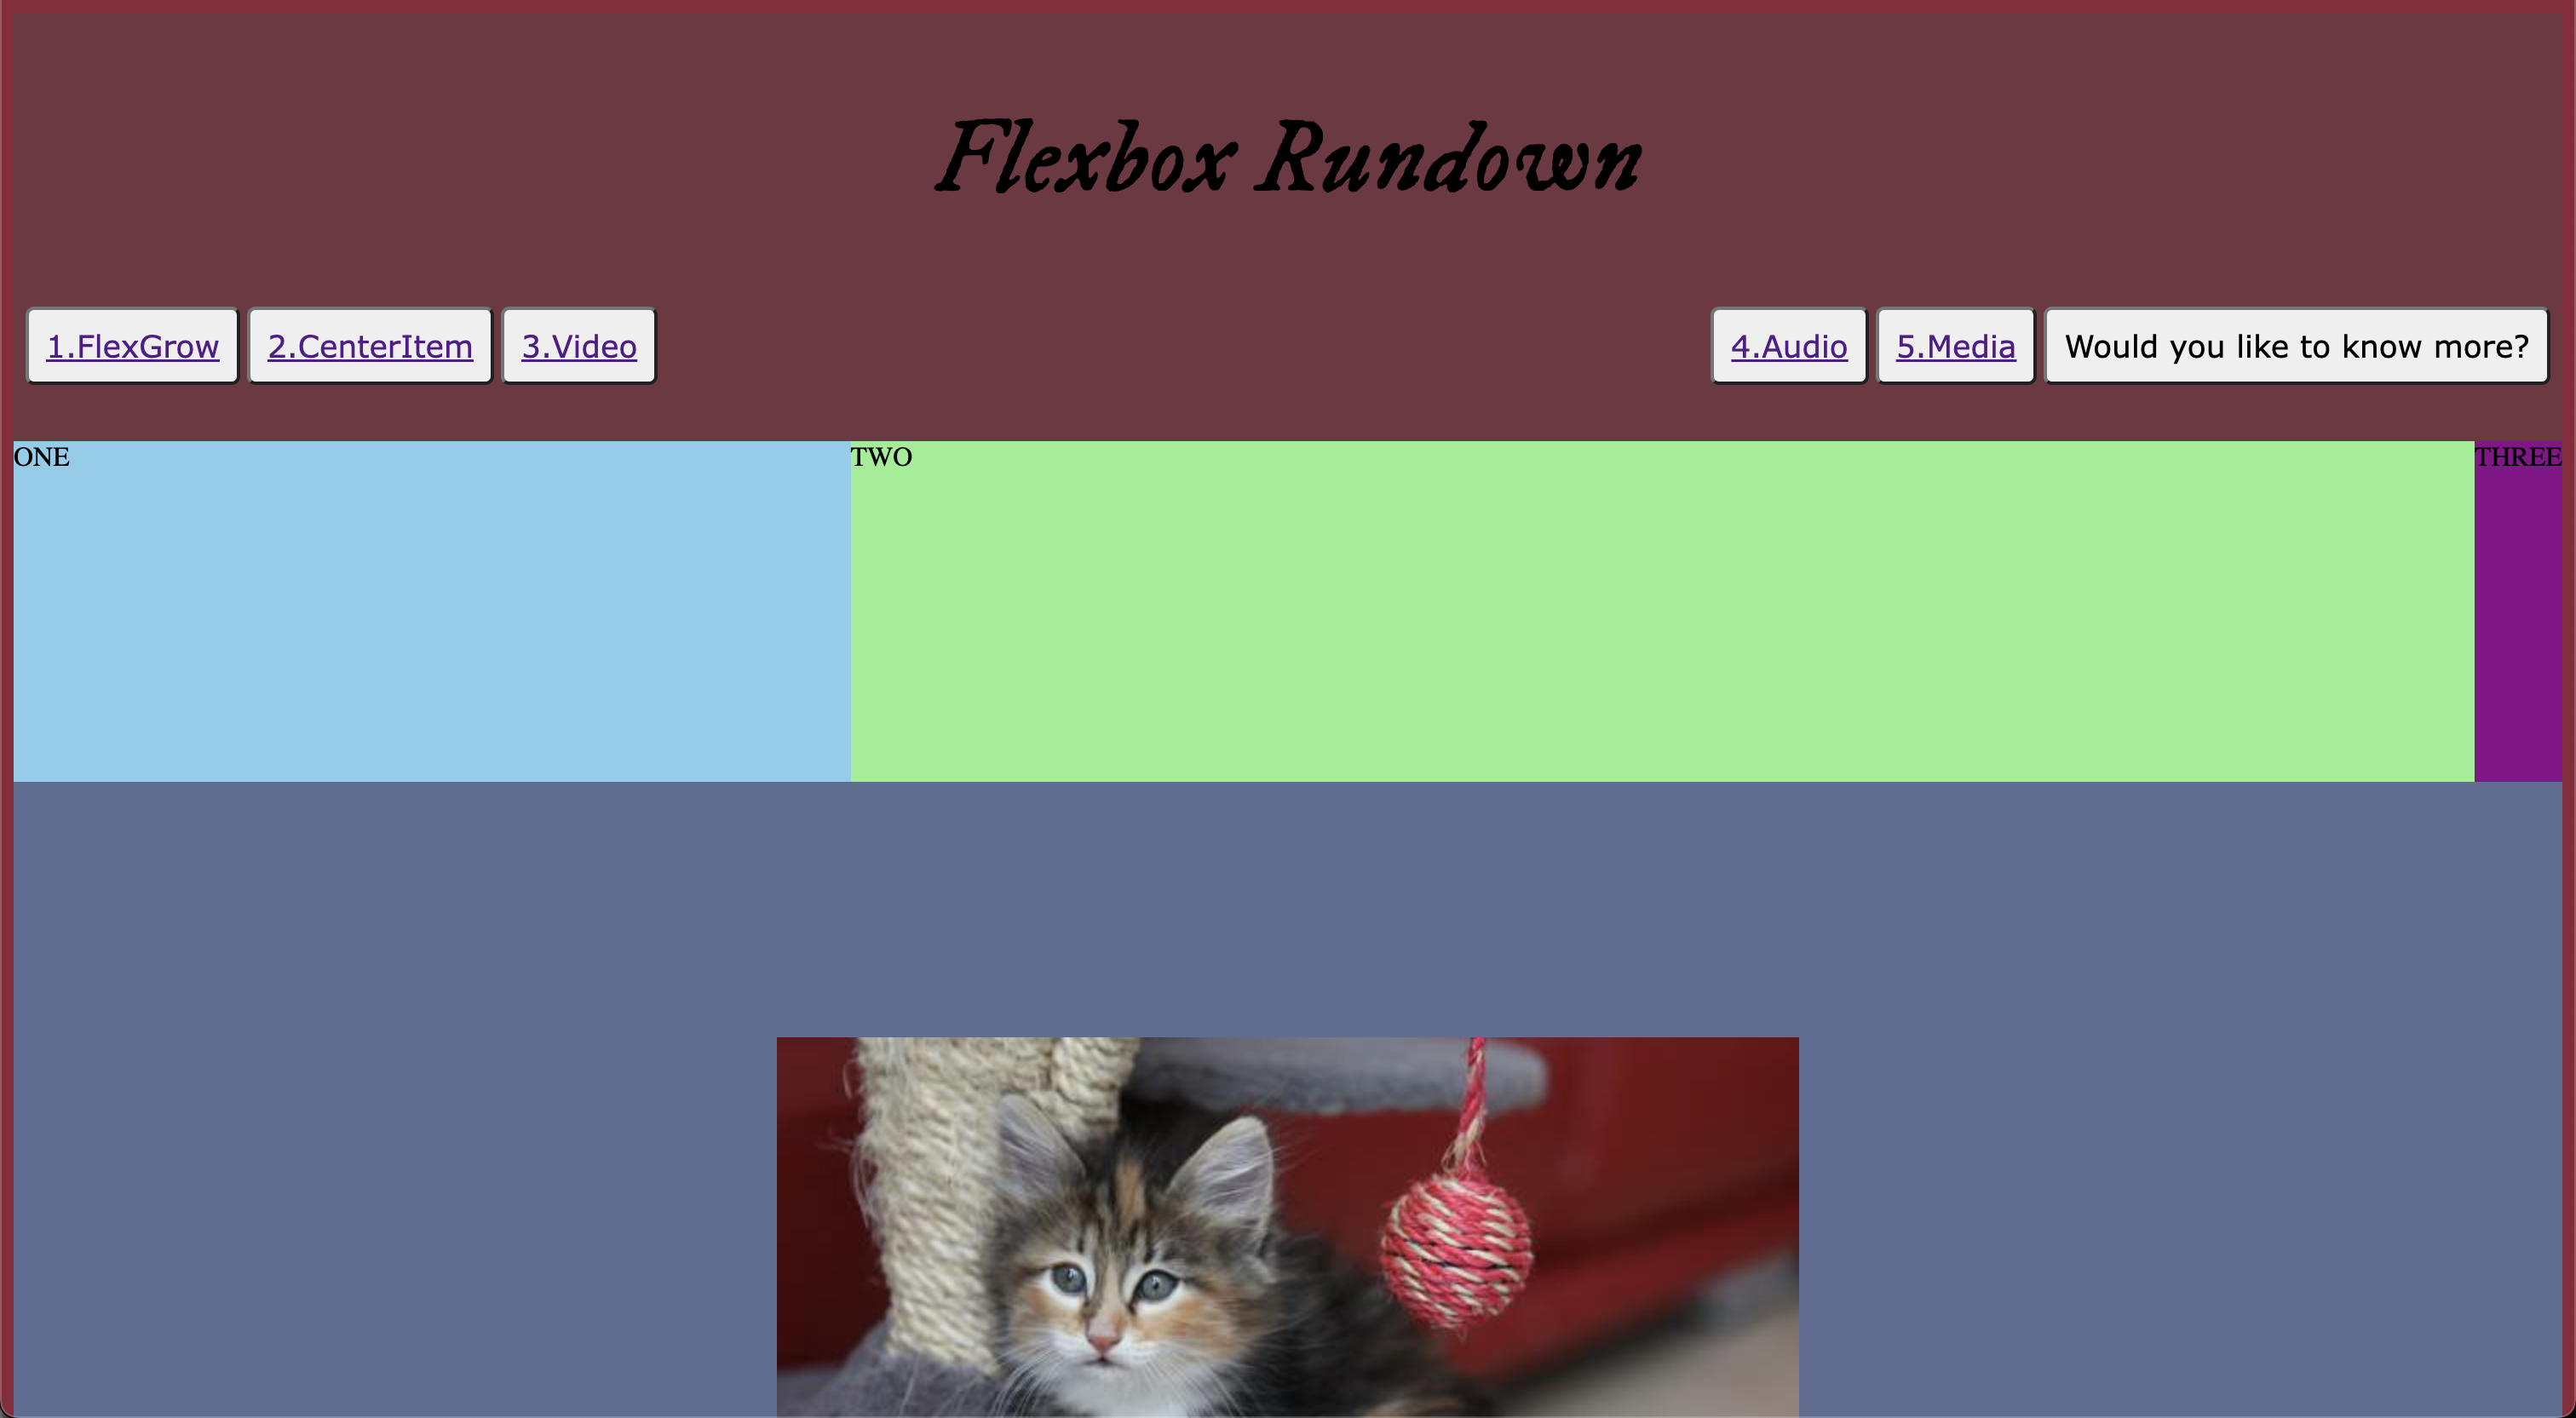 Flexbox Rundown
1.FlexGrow 2.CenterItem 3.Video 4.Audio 5.Media Would you like to know more?
ONE TWO THREE